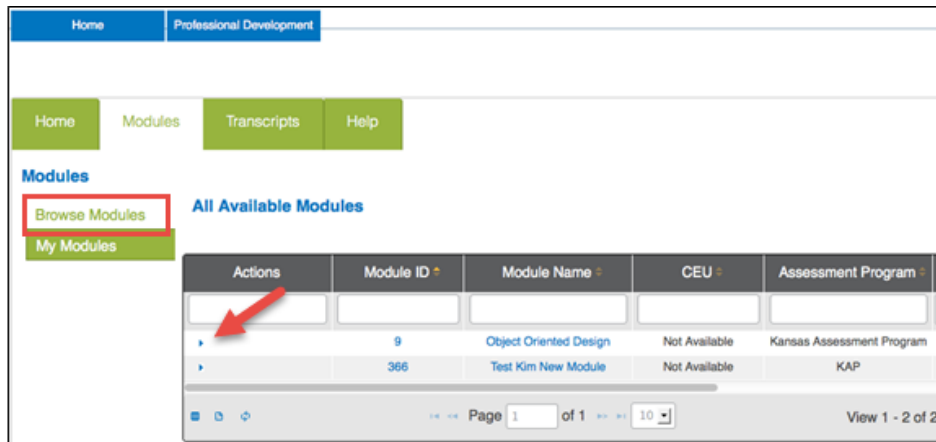 Home Professional Development
Home Modules Transcripts Help
Modules
Browse Modules
My Modules
All Available Modules
Actions Module ID Module Name CEU Assessment Program
9 Object Oriented Design Not Available Kansas Assessment Program
366 Test Kim New Module Not Available KAP
Page 1 of 1 10 View 1 - 2 of 2